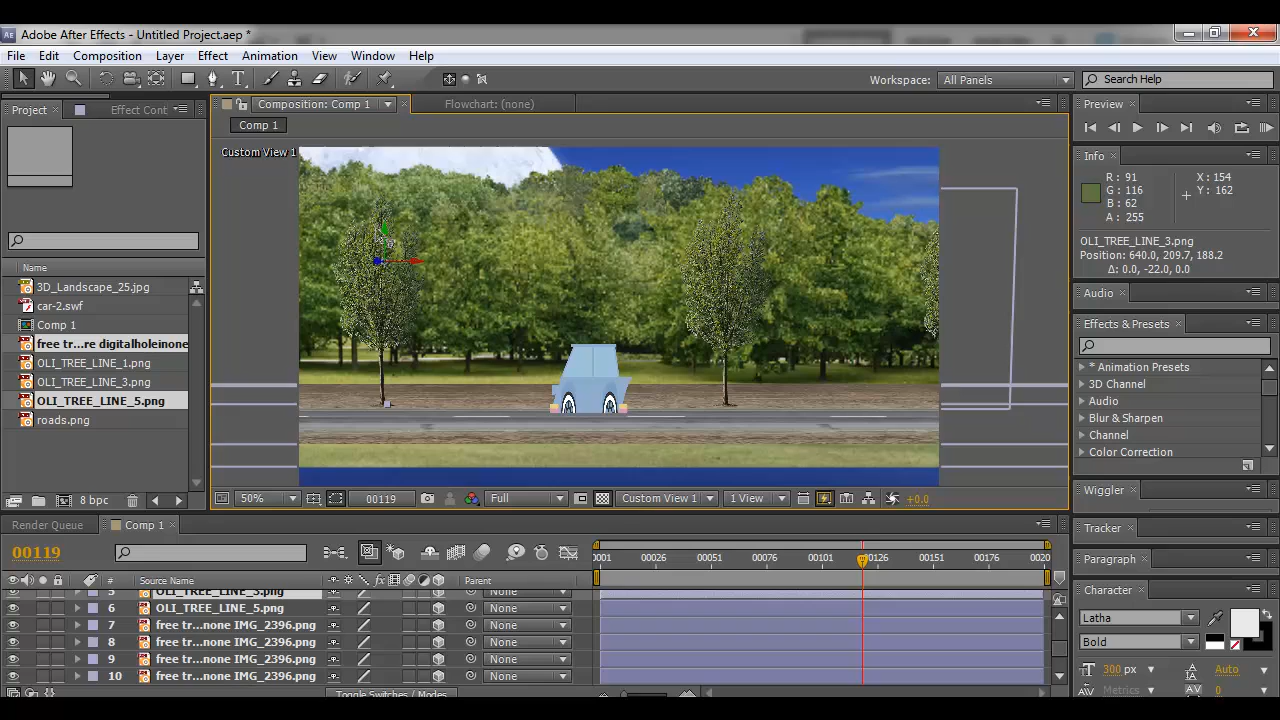 Adobe After Effects - Untitled Project.aep *
File Edit Composition Layer Effect Animation View Window Help
Workspace: All Panels Search Help
Project Effect Cont
Composition: Comp 1 Flowchart: (none)
Comp 1
Custom View 1
Name
3D_Landscape_25.jpg
car-2.swf
Comp 1
free tr...re digitalholeinone
OLI_TREE_LINE_1.png
OLI_TREE_LINE_3.png
OLI_TREE_LINE_5.png
roads.png
8 bpc
50% 00119 Full Custom View 1 1 View +0.0
Preview
Info
R: 91 X: 154
G: 116 Y: 162
B: 62
A: 255
OLI_TREE_LINE_3.png
Position: 640.0, 209.7, 188.2
Δ: 0.0, -22.0, 0.0
Audio
Effects & Presets
* Animation Presets
3D Channel
Audio
Blur & Sharpen
Channel
Color Correction
Wiggler
Tracker
Paragraph
Character
Latha
Bold
300 px Auto
Metrics 0
Render Queue Comp 1
00119
0001 00026 00051 00076 00101 00126 00151 00176 0020
# Source Name Parent
5 OLI_TREE_LINE_3.png None
6 OLI_TREE_LINE_5.png None
7 free tr...none IMG_2396.png None
8 free tr...none IMG_2396.png None
9 free tr...none IMG_2396.png None
10 free tr...none IMG_2396.png None
Toggle Switches / Modes